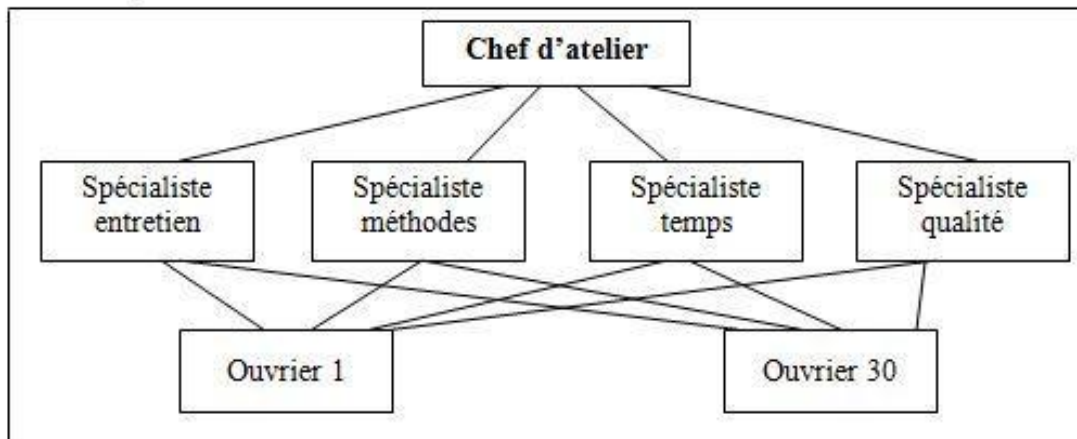 Chef d’atelier
Spécialiste
entretien
Spécialiste
méthodes
Spécialiste
temps
Spécialiste
qualité
Ouvrier 1
Ouvrier 30